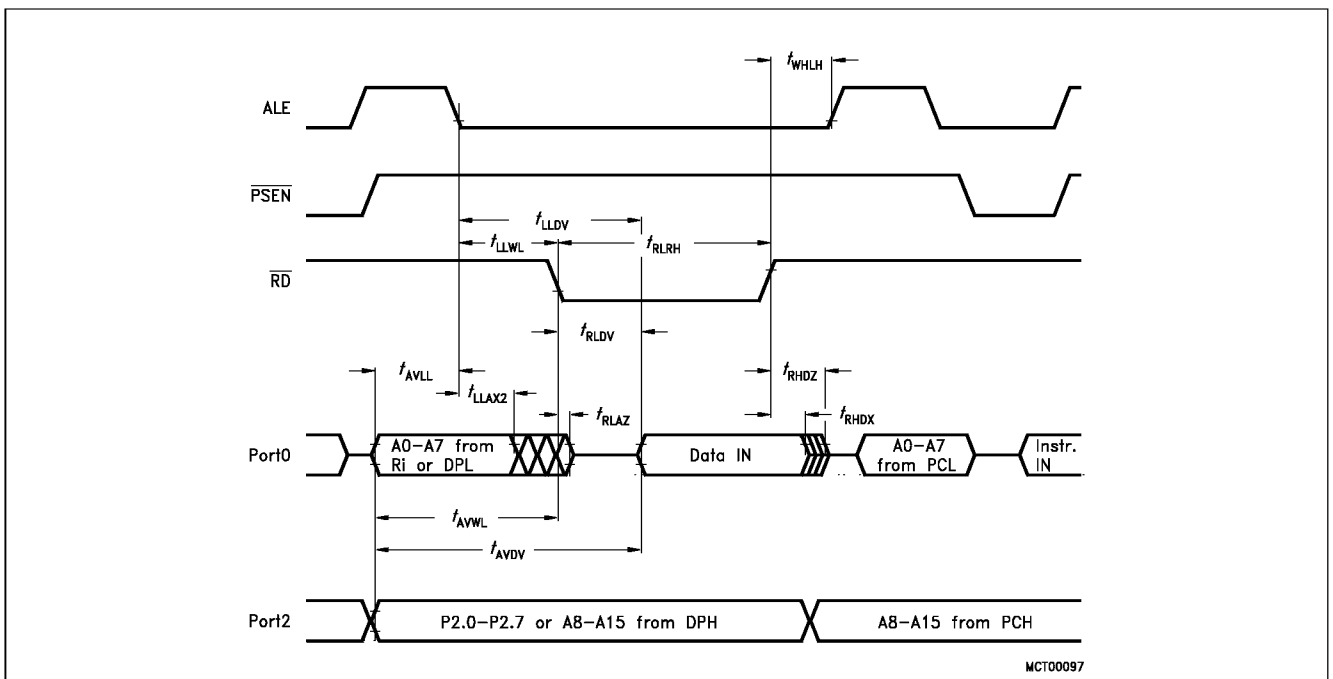 tWHLH
ALE
PSEN
tLLDV
tLLWL
tRLRH
RD
tRLDV
tAVLL
tLLAX2
tRHDZ
tRLAZ
tRHDX
Port0
A0-A7 from
Ri or DPL
Data IN
A0-A7
from PCL
Instr.
IN
tAVWL
tAVDV
Port2
P2.0-P2.7 or A8-A15 from DPH
A8-A15 from PCH
MCT00097